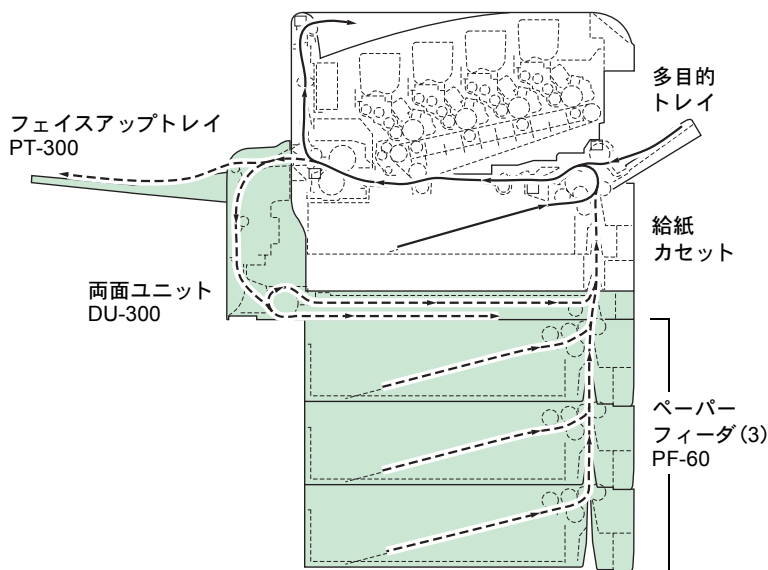 多目的
トレイ
フェイスアップトレイ
PT-300
給紙
カセット
両面ユニット
DU-300
ペーパー
フィーダ(3)
PF-60